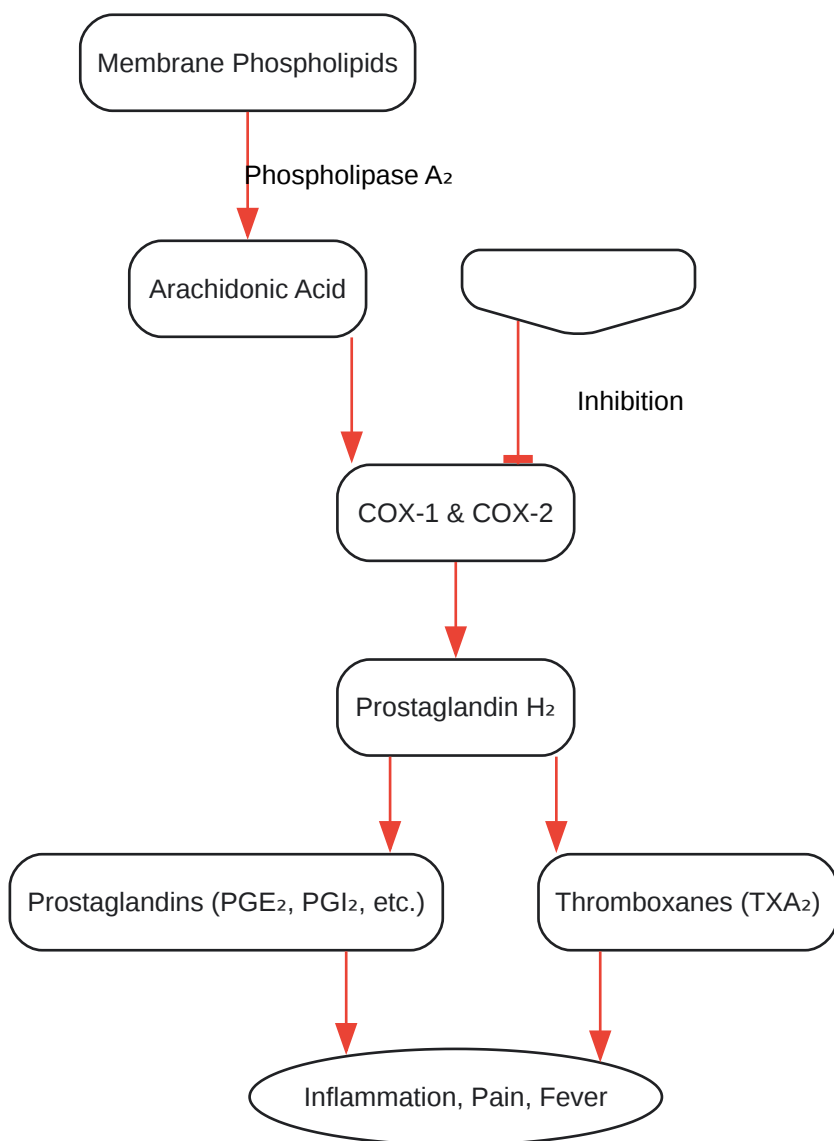 Membrane Phospholipids
Phospholipase A₂
Arachidonic Acid
Inhibition
COX-1 & COX-2
Prostaglandin H₂
Prostaglandins (PGE₂, PGI₂, etc.)
Thromboxanes (TXA₂)
Inflammation, Pain, Fever